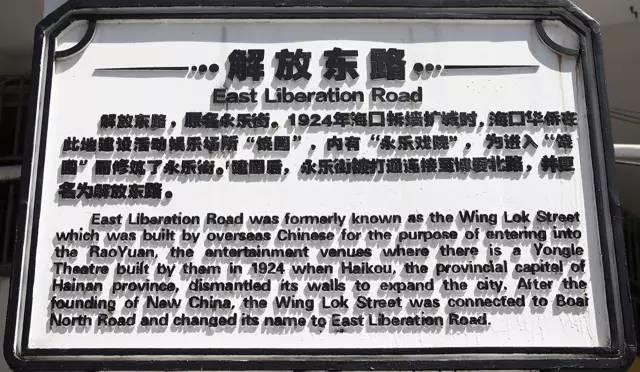 解放东路
East Liberation Road
解放东路，原名永乐街。1924年海口拆墙扩城时，海口华侨在
此地建设活动娱乐场所“饶园”，内有“永乐戏院”，为进入“饶
园”而修筑了永乐街。建国后，永乐街被打通连接至博爱北路，并更
名为解放东路。
East Liberation Road was formerly known as the Wing Lok Street
which was built by overseas Chinese for the purpose of entering into
the RaoYuan, the entertainment venues where there is a Yongle
Theatre built by them in 1924 when Haikou, the provincial capital of
Hainan province, dismantled its walls to expand the city. After the
founding of New China, the Wing Lok Street was connected to Boai
North Road and changed its name to East Liberation Road.